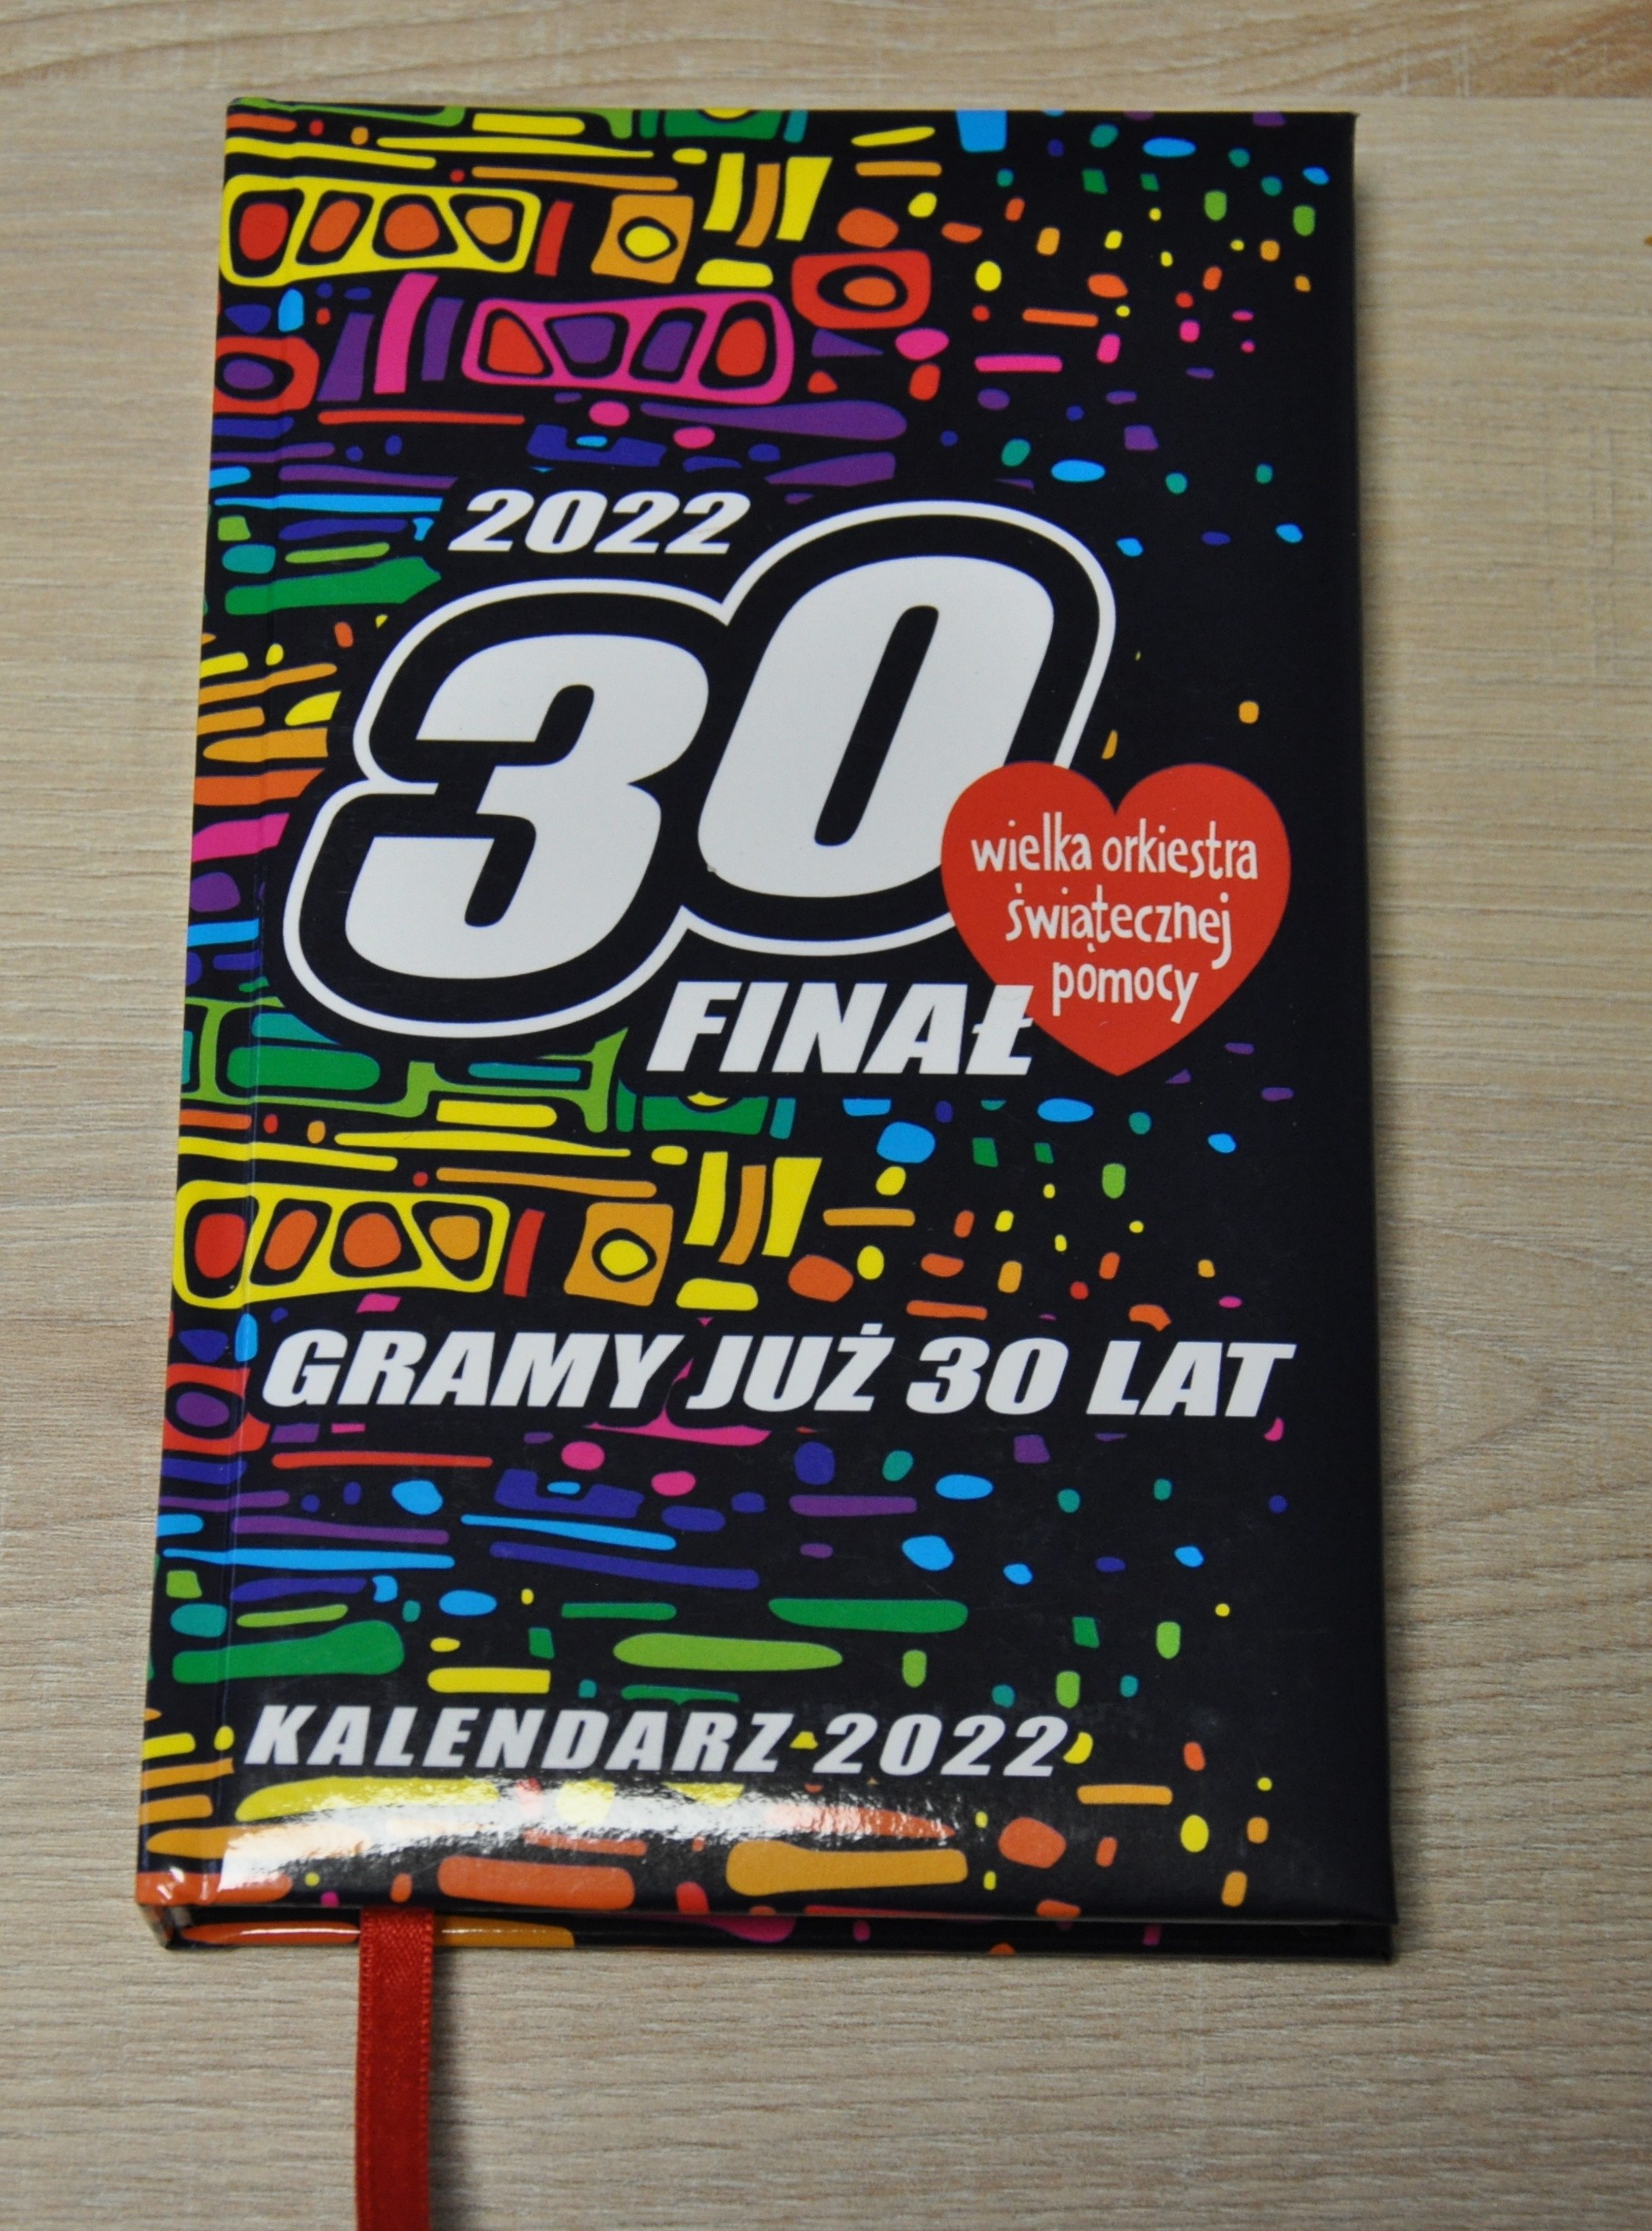 2022
30
FINAŁ
wielka orkiestra
świątecznej
pomocy
GRAMY JUŻ 30 LAT
KALENDARZ 2022